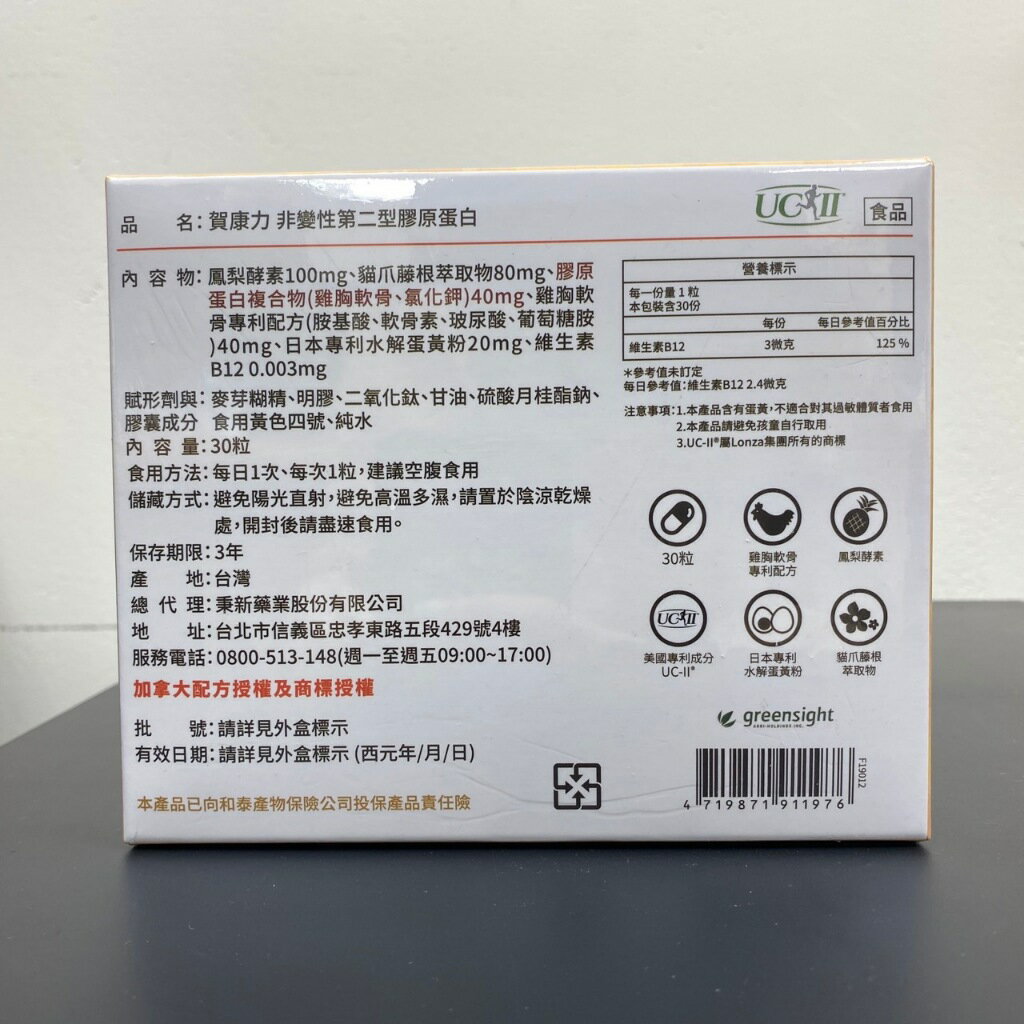 品 名:賀康力 非變性第二型膠原蛋白
UC-II®
食品
內 容 物:鳳梨酵素100mg、貓爪藤根萃取物80mg、膠原
蛋白複合物(雞胸軟骨、氯化鉀)40mg、雞胸軟
骨專利配方(胺基酸、軟骨素、玻尿酸、葡萄糖胺
)40mg、日本專利水解蛋黃粉20mg、維生素
B12 0.003mg
賦形劑與:麥芽糊精、明膠、二氧化鈦、甘油、硫酸月桂酯鈉、
膠囊成分 食用黃色四號、純水
內 容 量:30粒
食用方法:每日1次、每次1粒,建議空腹食用
儲藏方式:避免陽光直射,避免高溫多濕,請置於陰涼乾燥
處,開封後請盡速食用。
保存期限:3年
產 地:台灣
總 代 理:秉新藥業股份有限公司
地 址:台北市信義區忠孝東路五段429號4樓
服務電話:0800-513-148(週一至週五09:00~17:00)
加拿大配方授權及商標授權
批 號:請詳見外盒標示
有效日期:請詳見外盒標示 (西元年/月/日)
本產品已向和泰產物保險公司投保產品責任險
營養標示
每一份量 1 粒
本包裝含30份
每份 每日參考值百分比
維生素B12 3微克 125 %
*參考值未訂定
每日參考值:維生素B12 2.4微克
注意事項:1.本產品含有蛋黃,不適合對其過敏體質者食用
2.本產品請避免孩童自行取用
3.UC-II®屬Lonza集團所有的商標
30粒
雞胸軟骨
專利配方
鳳梨酵素
UC-II
美國專利成分
UC-II®
日本專利
水解蛋黃粉
貓爪藤根
萃取物
greensight
AGRI-HOLDINGS INC.
F19012
4 719871 911976